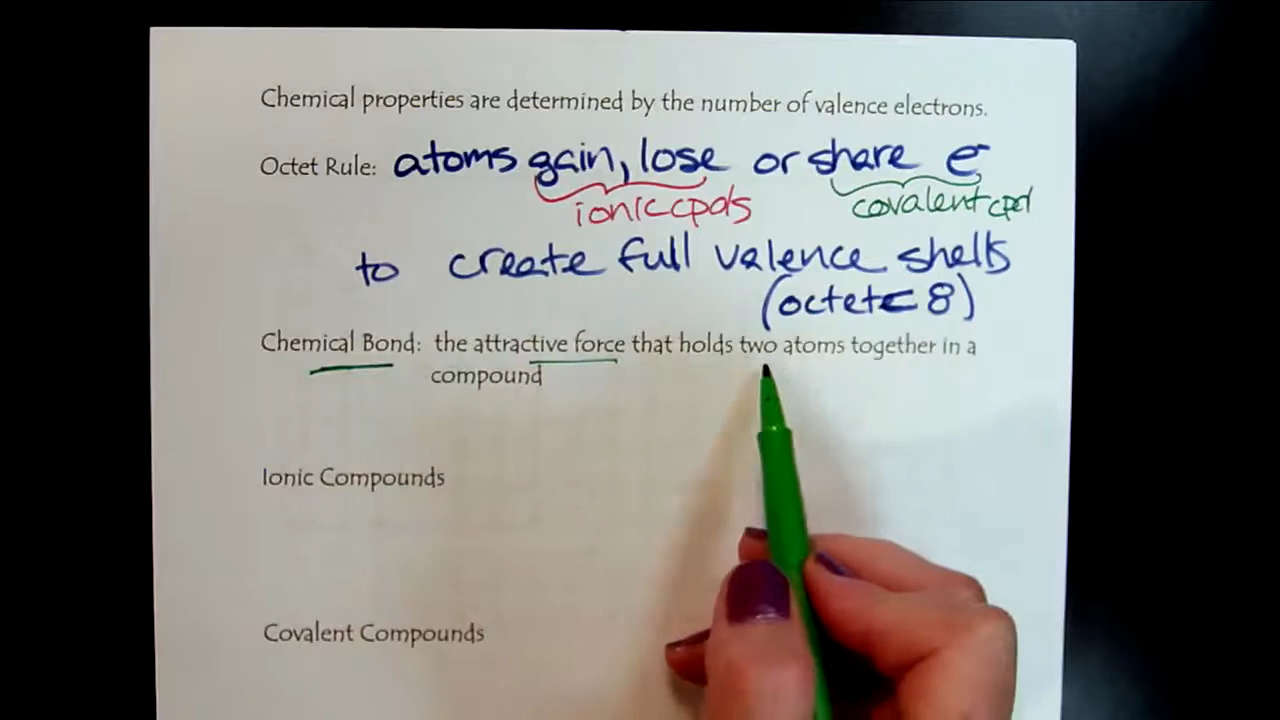 Chemical properties are determined by the number of valence electrons.
Octet Rule: atoms gain, lose or share e⁻
ionic cpds covalent cpd
to create full valence shells
(octet 8)
Chemical Bond: the attractive force that holds two atoms together in a
compound
Ionic Compounds
Covalent Compounds